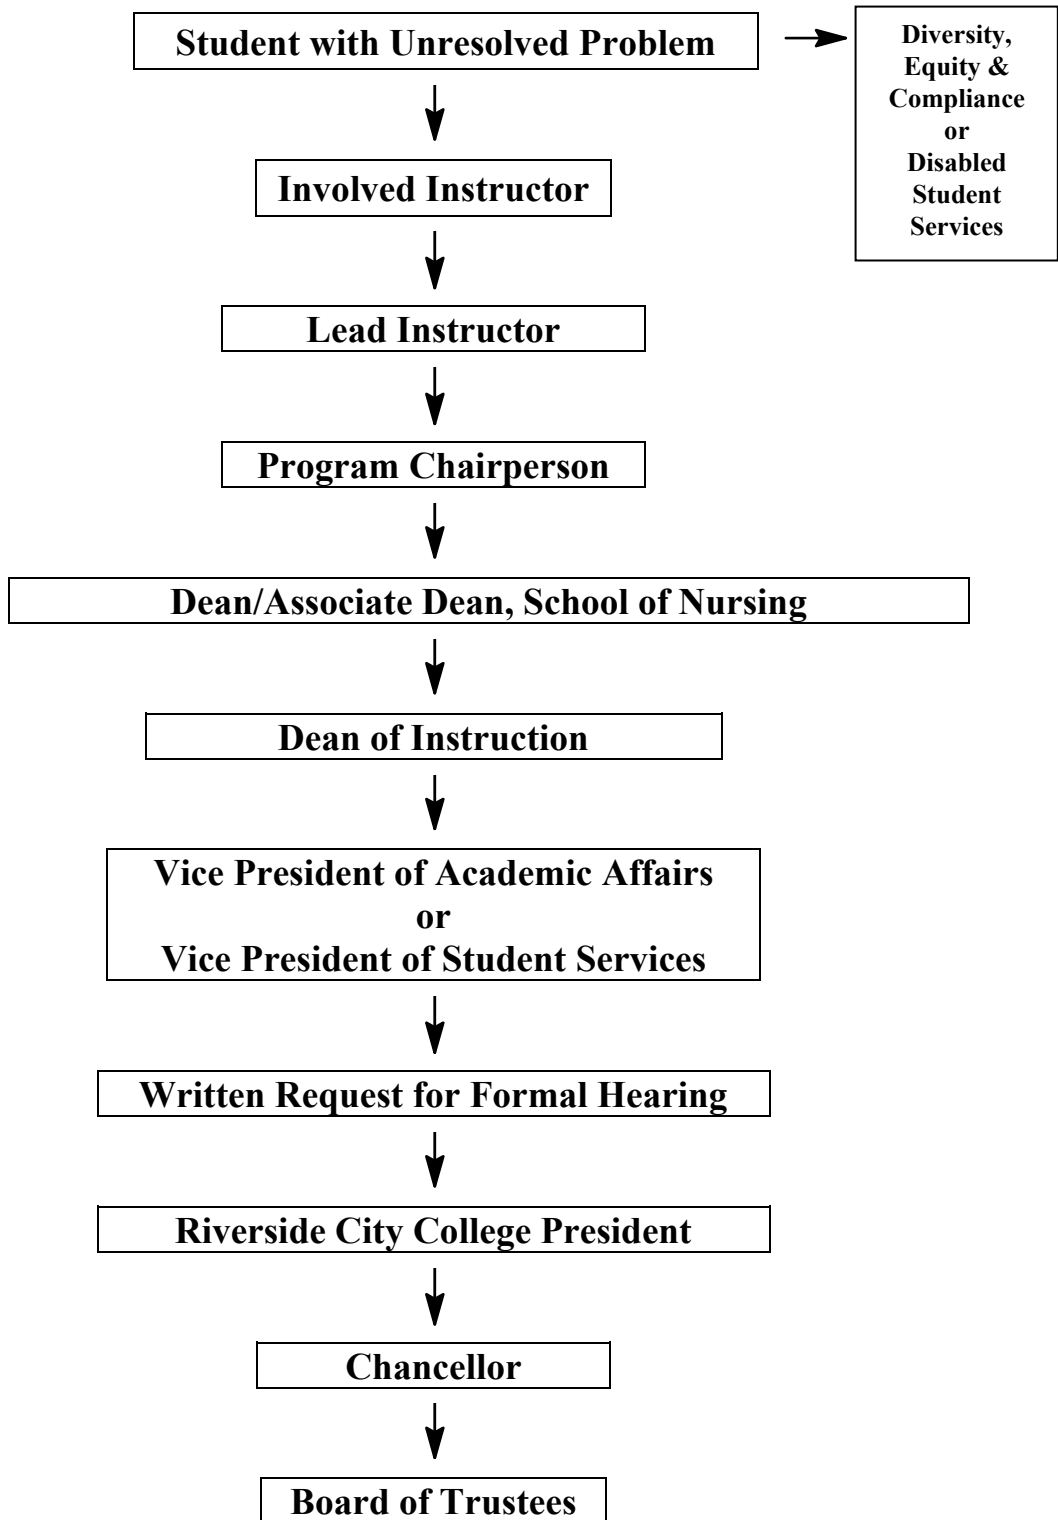 Student with Unresolved Problem
Diversity,
Equity &
Compliance
or
Disabled
Student
Services
Involved Instructor
Lead Instructor
Program Chairperson
Dean/Associate Dean, School of Nursing
Dean of Instruction
Vice President of Academic Affairs
or
Vice President of Student Services
Written Request for Formal Hearing
Riverside City College President
Chancellor
Board of Trustees